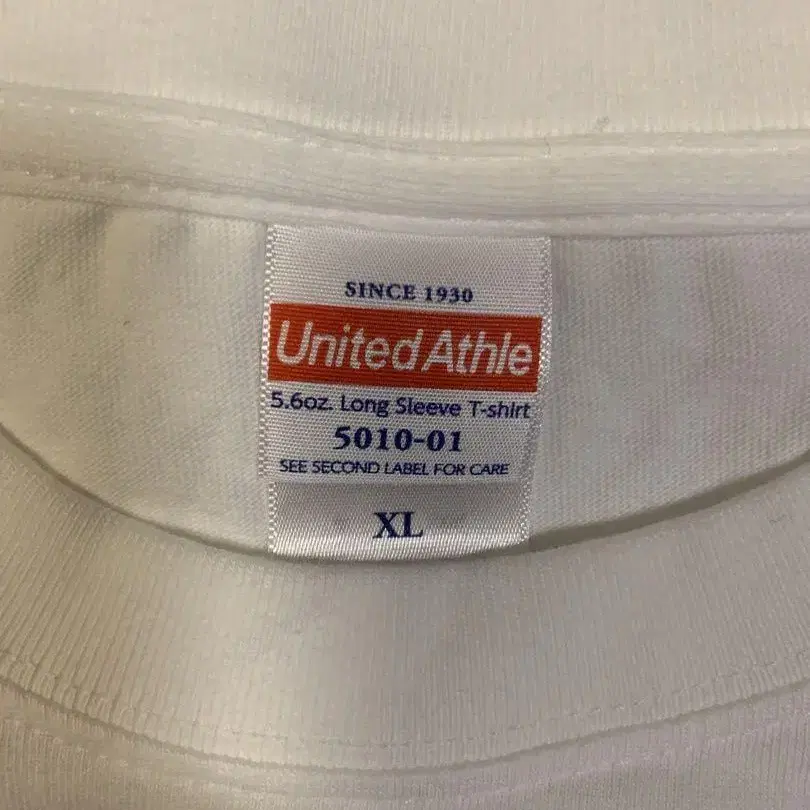 SINCE 1930
United Athle
5.6oz. Long Sleeve T-shirt
5010-01
SEE SECOND LABEL FOR CARE
XL